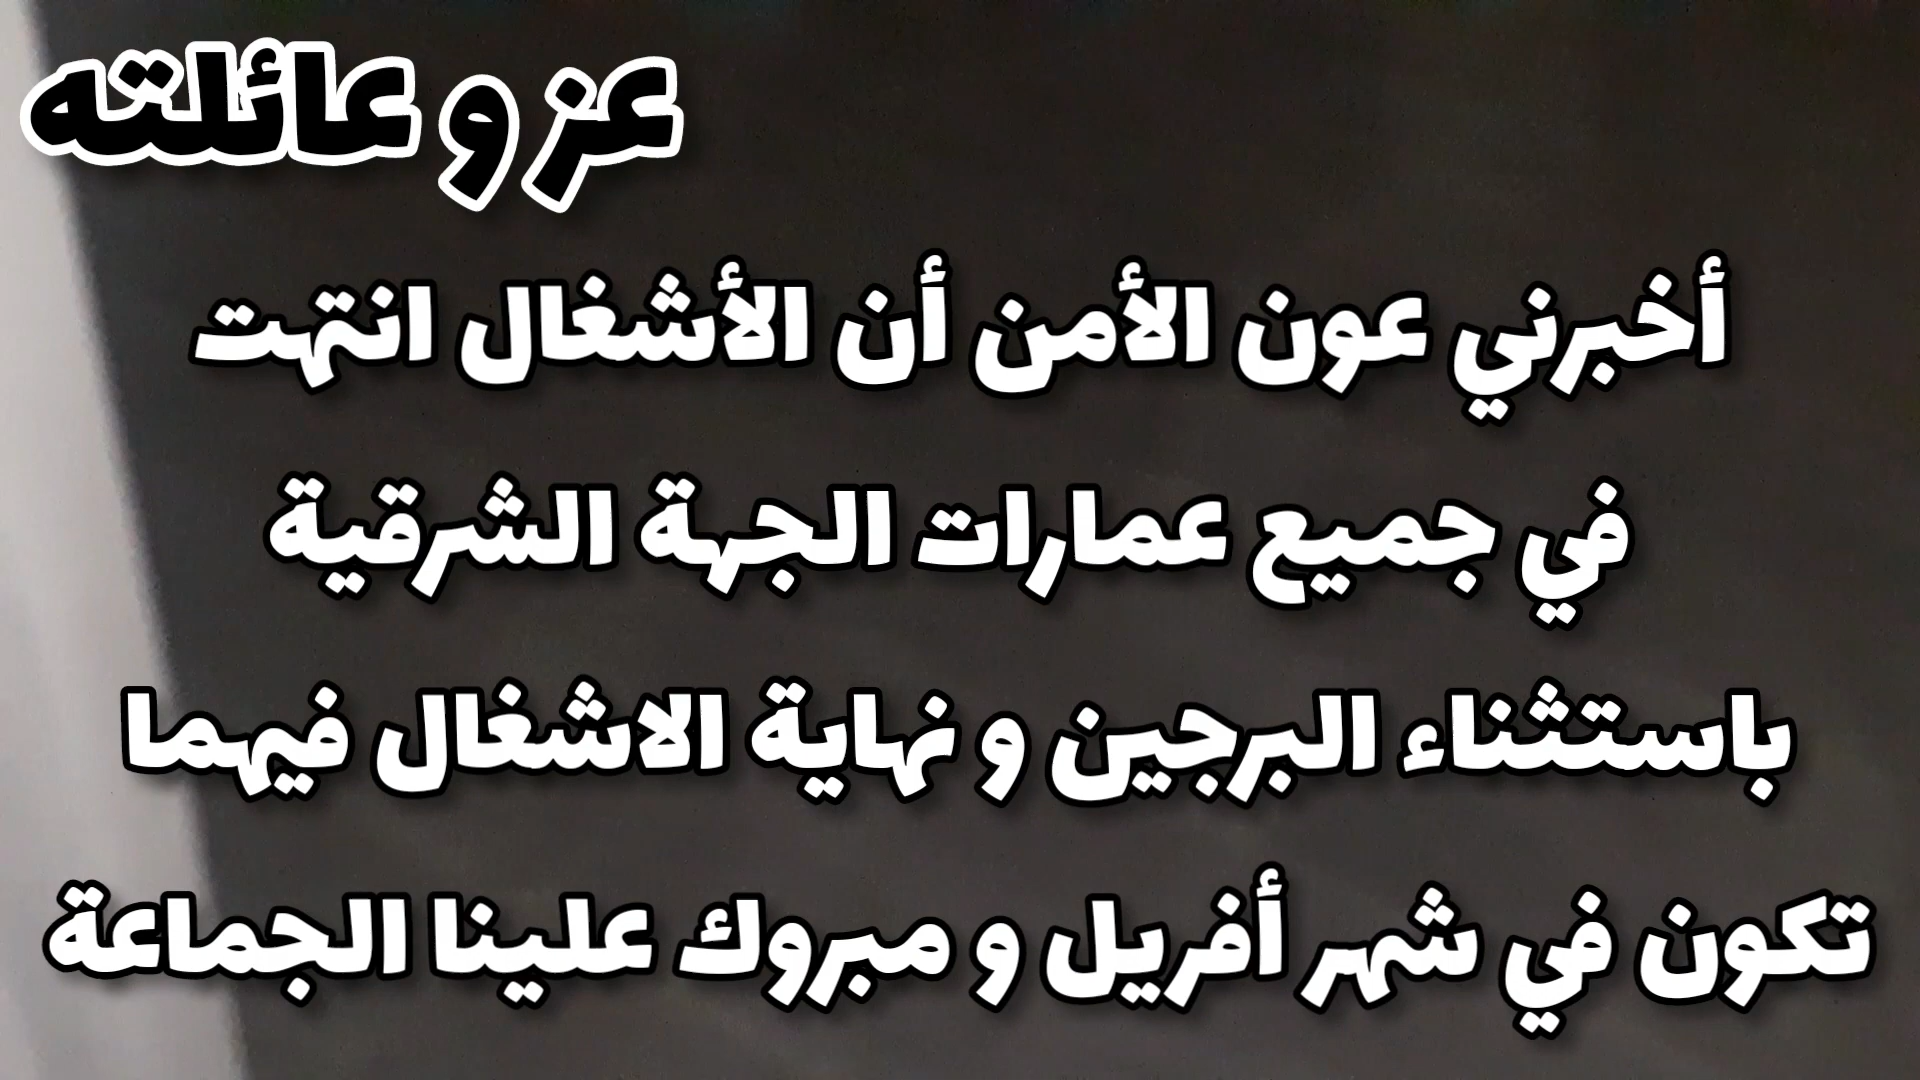 عز و عائلته
أخبرني عون الأمن أن الأشغال انتهت
في جميع عمارات الجهة الشرقية
باستثناء البرجين و نهاية الاشغال فيهما
تكون في شهر أفريل و مبروك علينا الجماعة